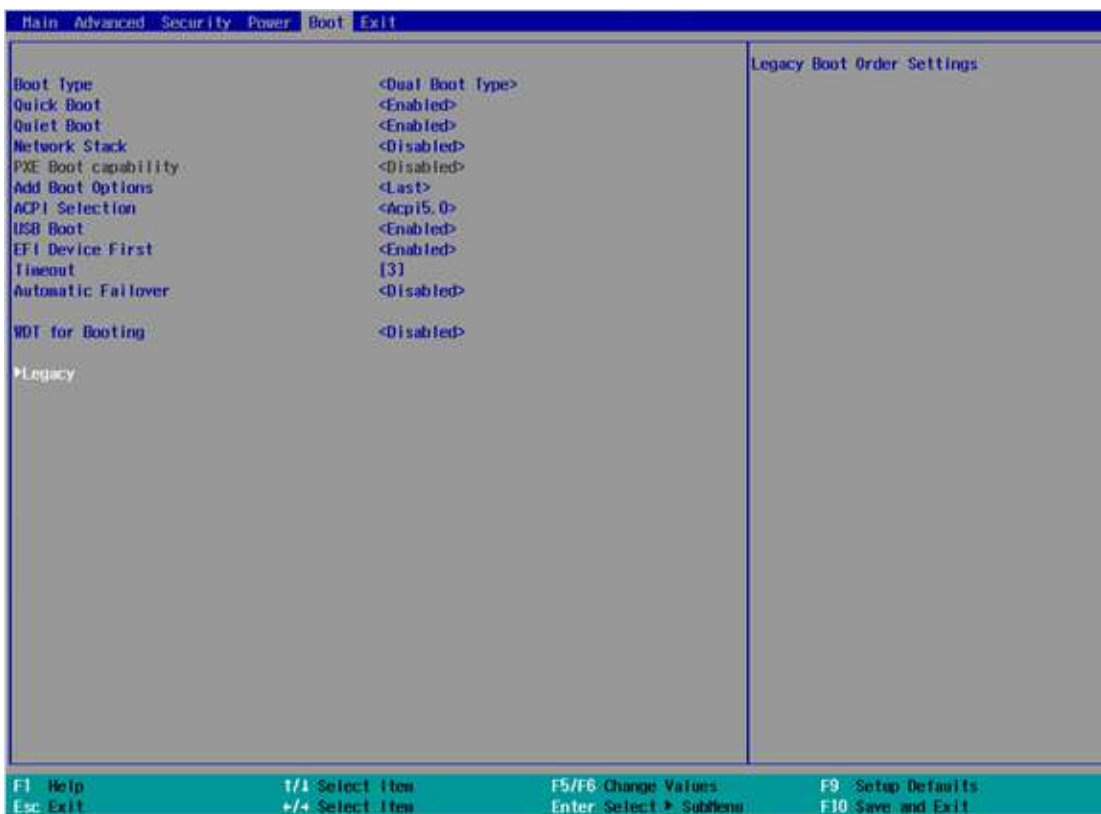 Main Advanced Security Power Boot Exit
Legacy Boot Order Settings
Boot Type <Dual Boot Type>
Quick Boot <Enabled>
Quiet Boot <Enabled>
Network Stack <Disabled>
PXE Boot capability <Disabled>
Add Boot Options <Last>
ACPI Selection <Acpi5.0>
USB Boot <Enabled>
EFI Device First <Enabled>
Timeout [3]
Automatic Failover <Disabled>
WDT for Booting <Disabled>
▶Legacy
F1 Help ↑/↓ Select Item F5/F6 Change Values F9 Setup Defaults
Esc Exit ←/→ Select Item Enter Select ▶ SubMenu F10 Save and Exit